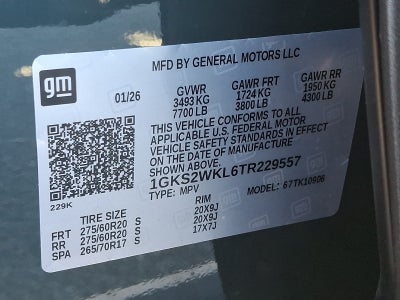 gm
MFD BY GENERAL MOTORS LLC
01/26 GVWR GAWR FRT GAWR RR
3493 KG 1724 KG 1950 KG
7700 LB 3800 LB 4300 LB
THIS VEHICLE CONFORMS TO ALL
APPLICABLE U.S. FEDERAL MOTOR
VEHICLE SAFETY STANDARDS IN EFFECT
ON THE DATE OF MANUFACTURE
SHOWN ABOVE.
1GKS2WKL6TR229557
TYPE: MPV MODEL: 67TK10906
229K
TIRE SIZE RIM
FRT 275/60R20 S 20X9J
RR 275/60R20 S 20X9J
SPA 265/70R17 S 17X7J